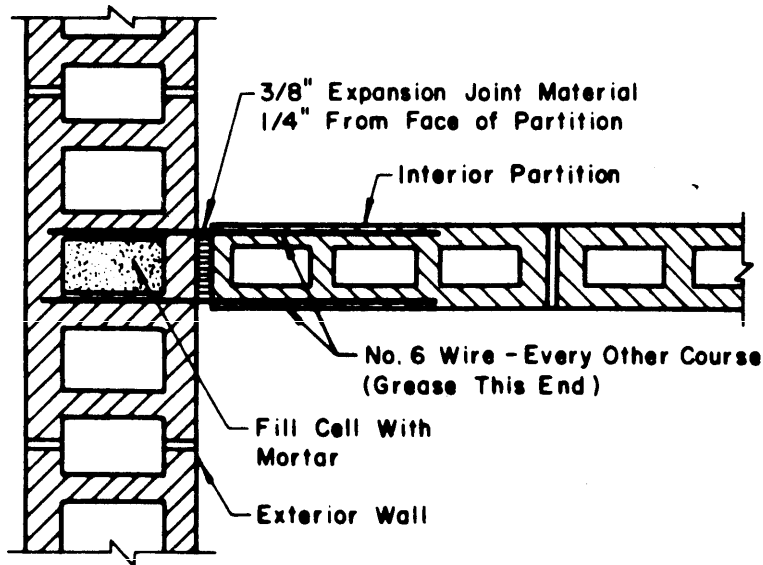 3/8" Expansion Joint Material
1/4" From Face of Partition
Interior Partition
No. 6 Wire - Every Other Course
(Grease This End)
Fill Cell With
Mortar
Exterior Wall